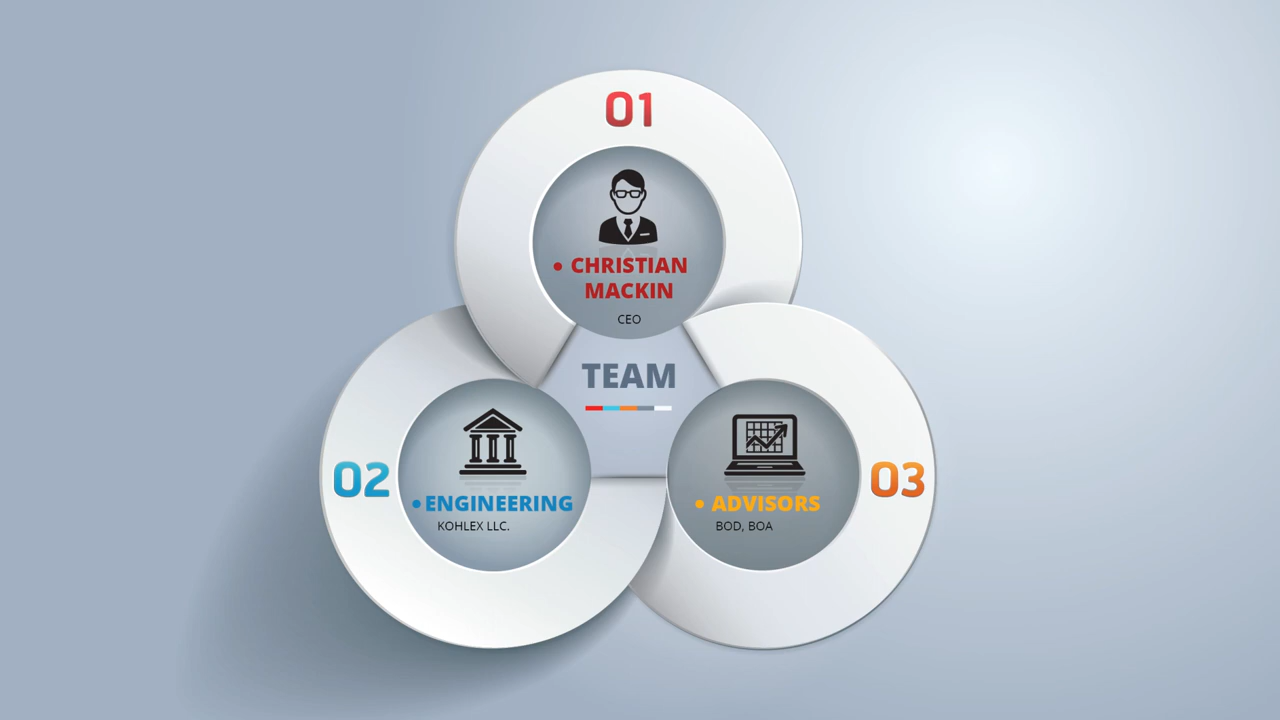 01
• CHRISTIAN
MACKIN
CEO
TEAM
02
• ENGINEERING
KOHLEX LLC.
03
• ADVISORS
BOD, BOA